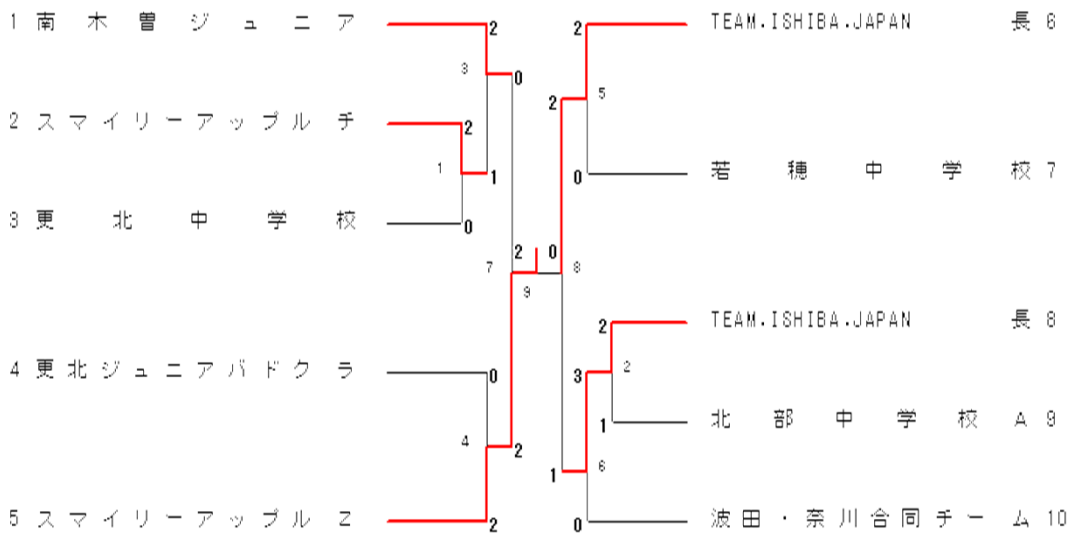 1 南木曽ジュニア
2 スマイリーアップル チ
3 更北中学校
4 更北ジュニアバドクラ
5 スマイリーアップル Z
2
3
0
2
1
1
0
7
2
0
4
2
2
9
2
2
5
0
0
8
2
2
3
1
6
1
0
TEAM.ISHIBA.JAPAN 長 6
若穂中学校 7
TEAM.ISHIBA.JAPAN 長 8
北部中学校 A 9
波田・奈川合同チーム 10